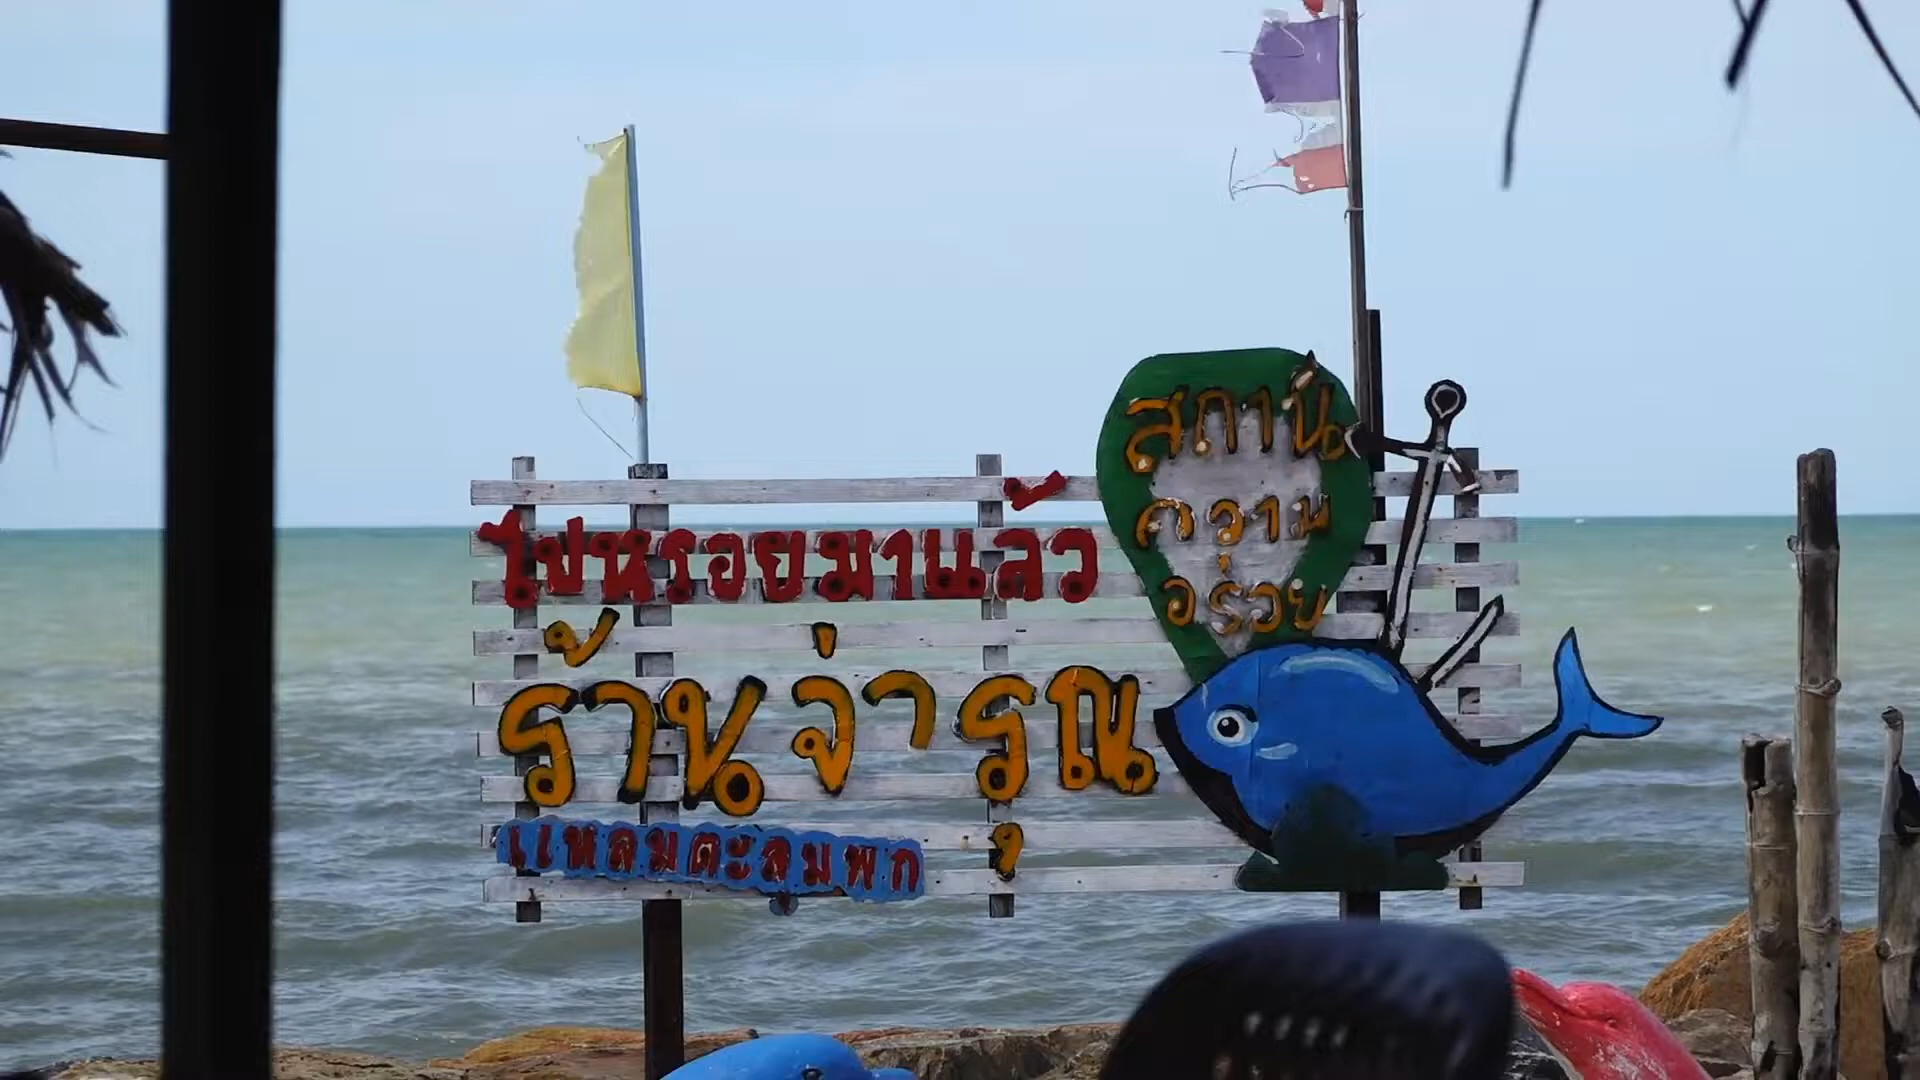 ไปหรอยมาแล้ว
ร้านจ่ารุณ
แหลมตะลุมพุก
สถานี
ความ
อร่อย